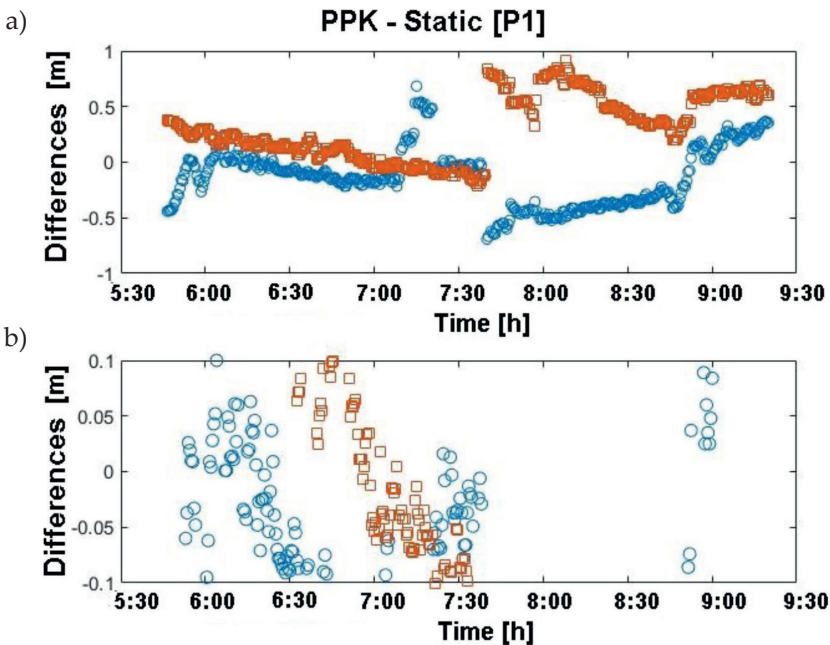 a)
PPK - Static [P1]
Differences [m]
1
0.5
0
-0.5
-1
5:30 6:00 6:30 7:00 7:30 8:00 8:30 9:00 9:30
Time [h]
b)
Differences [m]
0.1
0.05
0
-0.05
-0.1
5:30 6:00 6:30 7:00 7:30 8:00 8:30 9:00 9:30
Time [h]